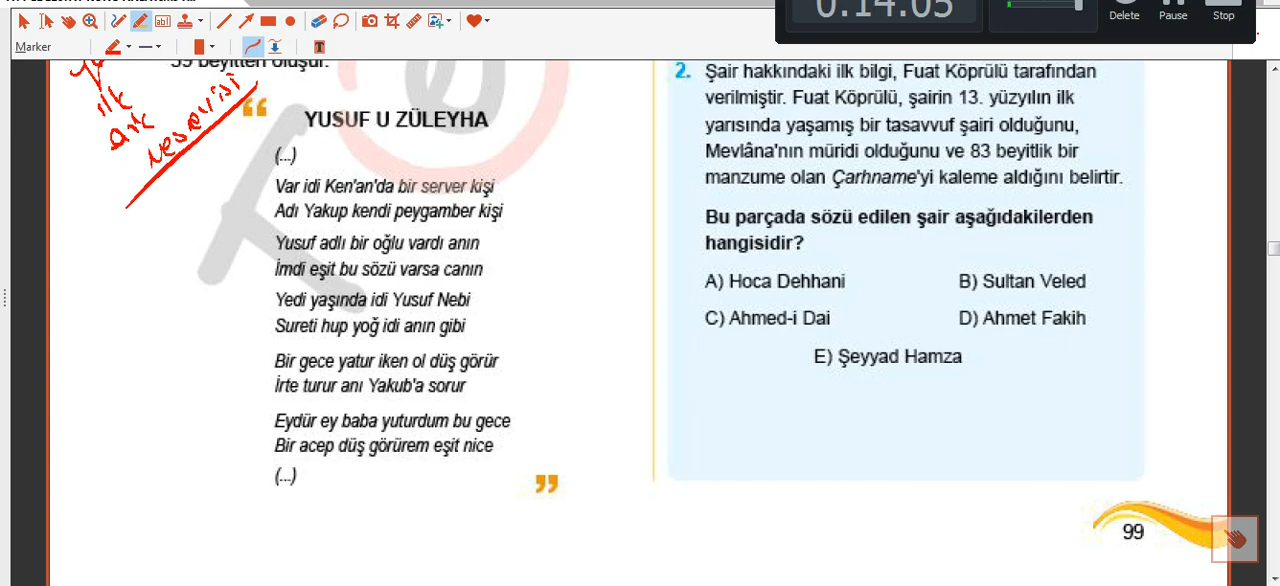 0:14:05
Delete Pause Stop
Marker
59 beyitten oluşur.
ilk
aşk
mesnevisi
YUSUF U ZÜLEYHA
(...)
Var idi Ken'an'da bir server kişi
Adı Yakup kendi peygamber kişi
Yusuf adlı bir oğlu vardı anın
İmdi eşit bu sözü varsa canın
Yedi yaşında idi Yusuf Nebi
Sureti hup yoğ idi anın gibi
Bir gece yatur iken ol düş görür
İrte turur anı Yakub'a sorur
Eydür ey baba yuturdum bu gece
Bir acep düş görürem eşit nice
(...)
2. Şair hakkındaki ilk bilgi, Fuat Köprülü tarafından
verilmiştir. Fuat Köprülü, şairin 13. yüzyılın ilk
yarısında yaşamış bir tasavvuf şairi olduğunu,
Mevlâna'nın müridi olduğunu ve 83 beyitlik bir
manzume olan Çarhname'yi kaleme aldığını belirtir.
Bu parçada sözü edilen şair aşağıdakilerden
hangisidir?
A) Hoca Dehhani B) Sultan Veled
C) Ahmed-i Dai D) Ahmet Fakih
E) Şeyyad Hamza
99